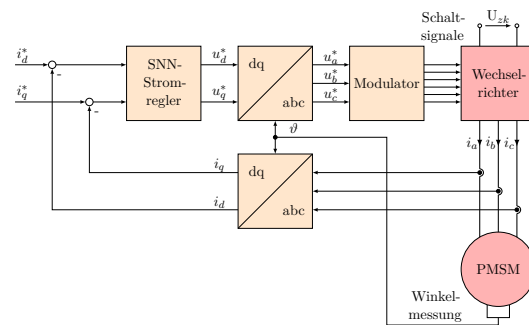 Schalt-
signale
U_zk
i_d^*
-
i_q^*
-
SNN-
Strom-
regler
u_d^*
u_q^*
dq
abc
u_a^*
u_b^*
u_c^*
Modulator
Wechsel-
richter
ϑ
i_a
i_b
i_c
i_q
i_d
dq
abc
PMSM
Winkel-
messung